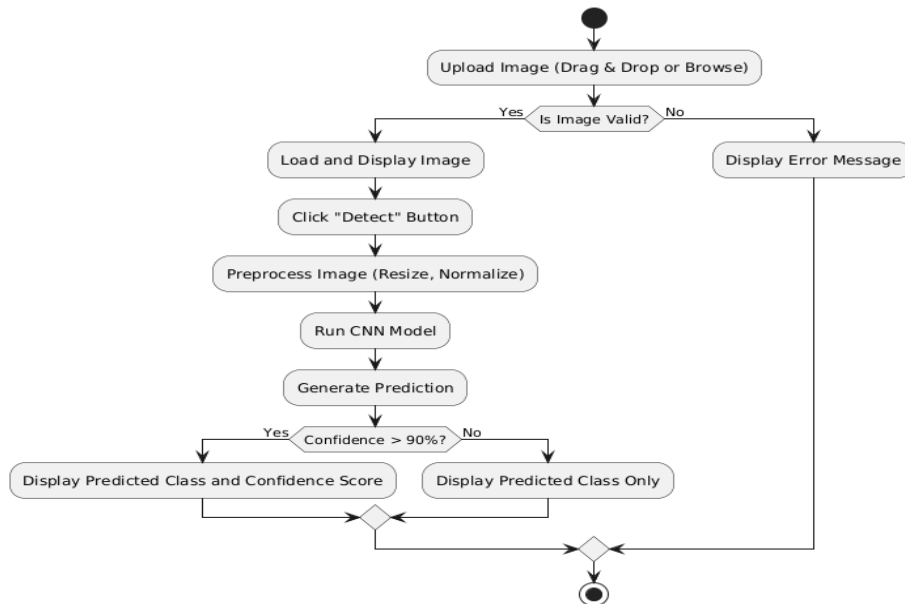 Upload Image (Drag & Drop or Browse)
Yes
Is Image Valid?
No
Load and Display Image
Display Error Message
Click "Detect" Button
Preprocess Image (Resize, Normalize)
Run CNN Model
Generate Prediction
Yes
Confidence > 90%?
No
Display Predicted Class and Confidence Score
Display Predicted Class Only